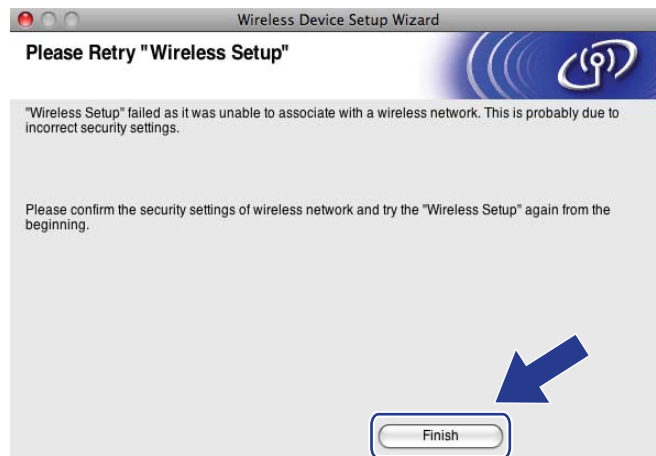 Wireless Device Setup Wizard
Please Retry "Wireless Setup"
"Wireless Setup" failed as it was unable to associate with a wireless network. This is probably due to
incorrect security settings.
Please confirm the security settings of wireless network and try the "Wireless Setup" again from the
beginning.
Finish